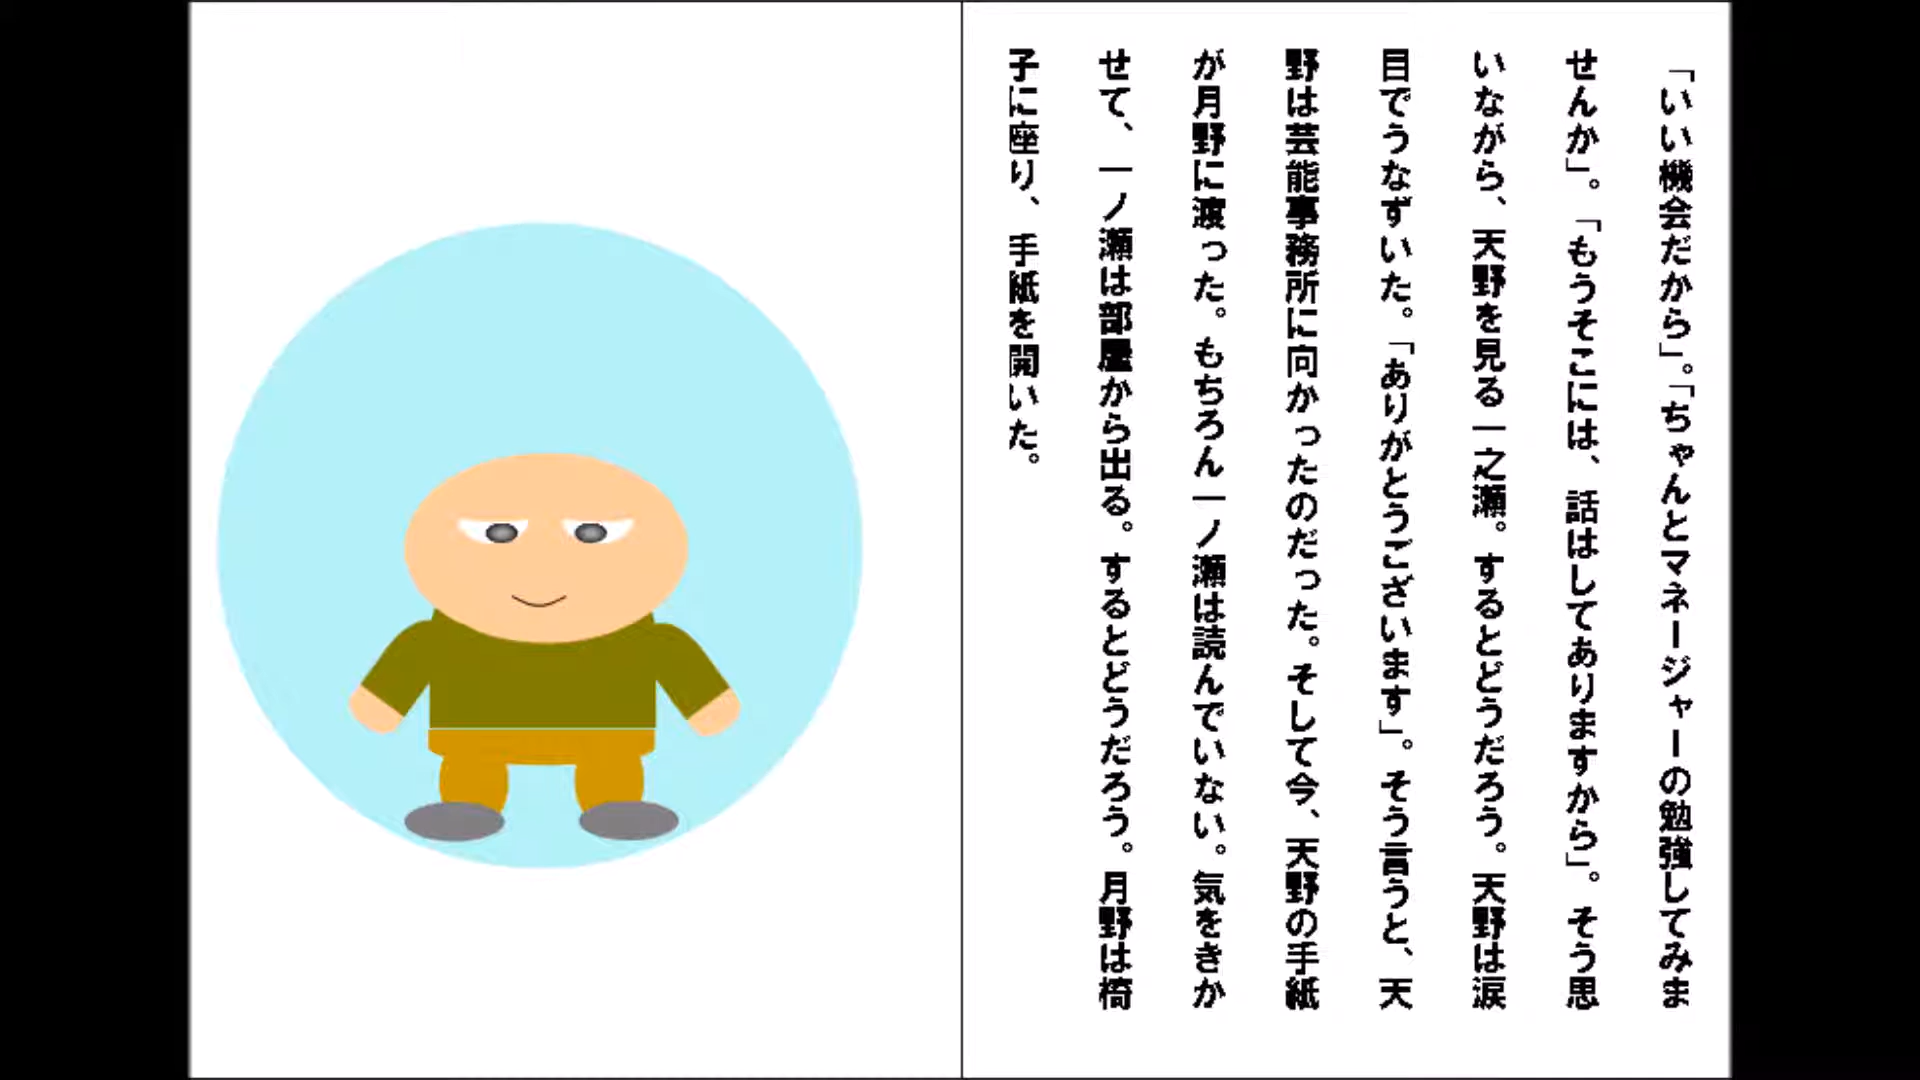 「いい機会だから」。「ちゃんとマネージャーの勉強してみま
せんか」。「もうそこには、話はしてありますから」。そう思
いながら、天野を見る一之瀬。するとどうだろう。天野は涙
目でうなずいた。「ありがとうございます」。そう言うと、天
野は芸能事務所に向かったのだった。そして今、天野の手紙
が月野に渡った。もちろん一ノ瀬は読んでいない。気をきか
せて、一ノ瀬は部屋から出る。するとどうだろう。月野は椅
子に座り、手紙を開いた。